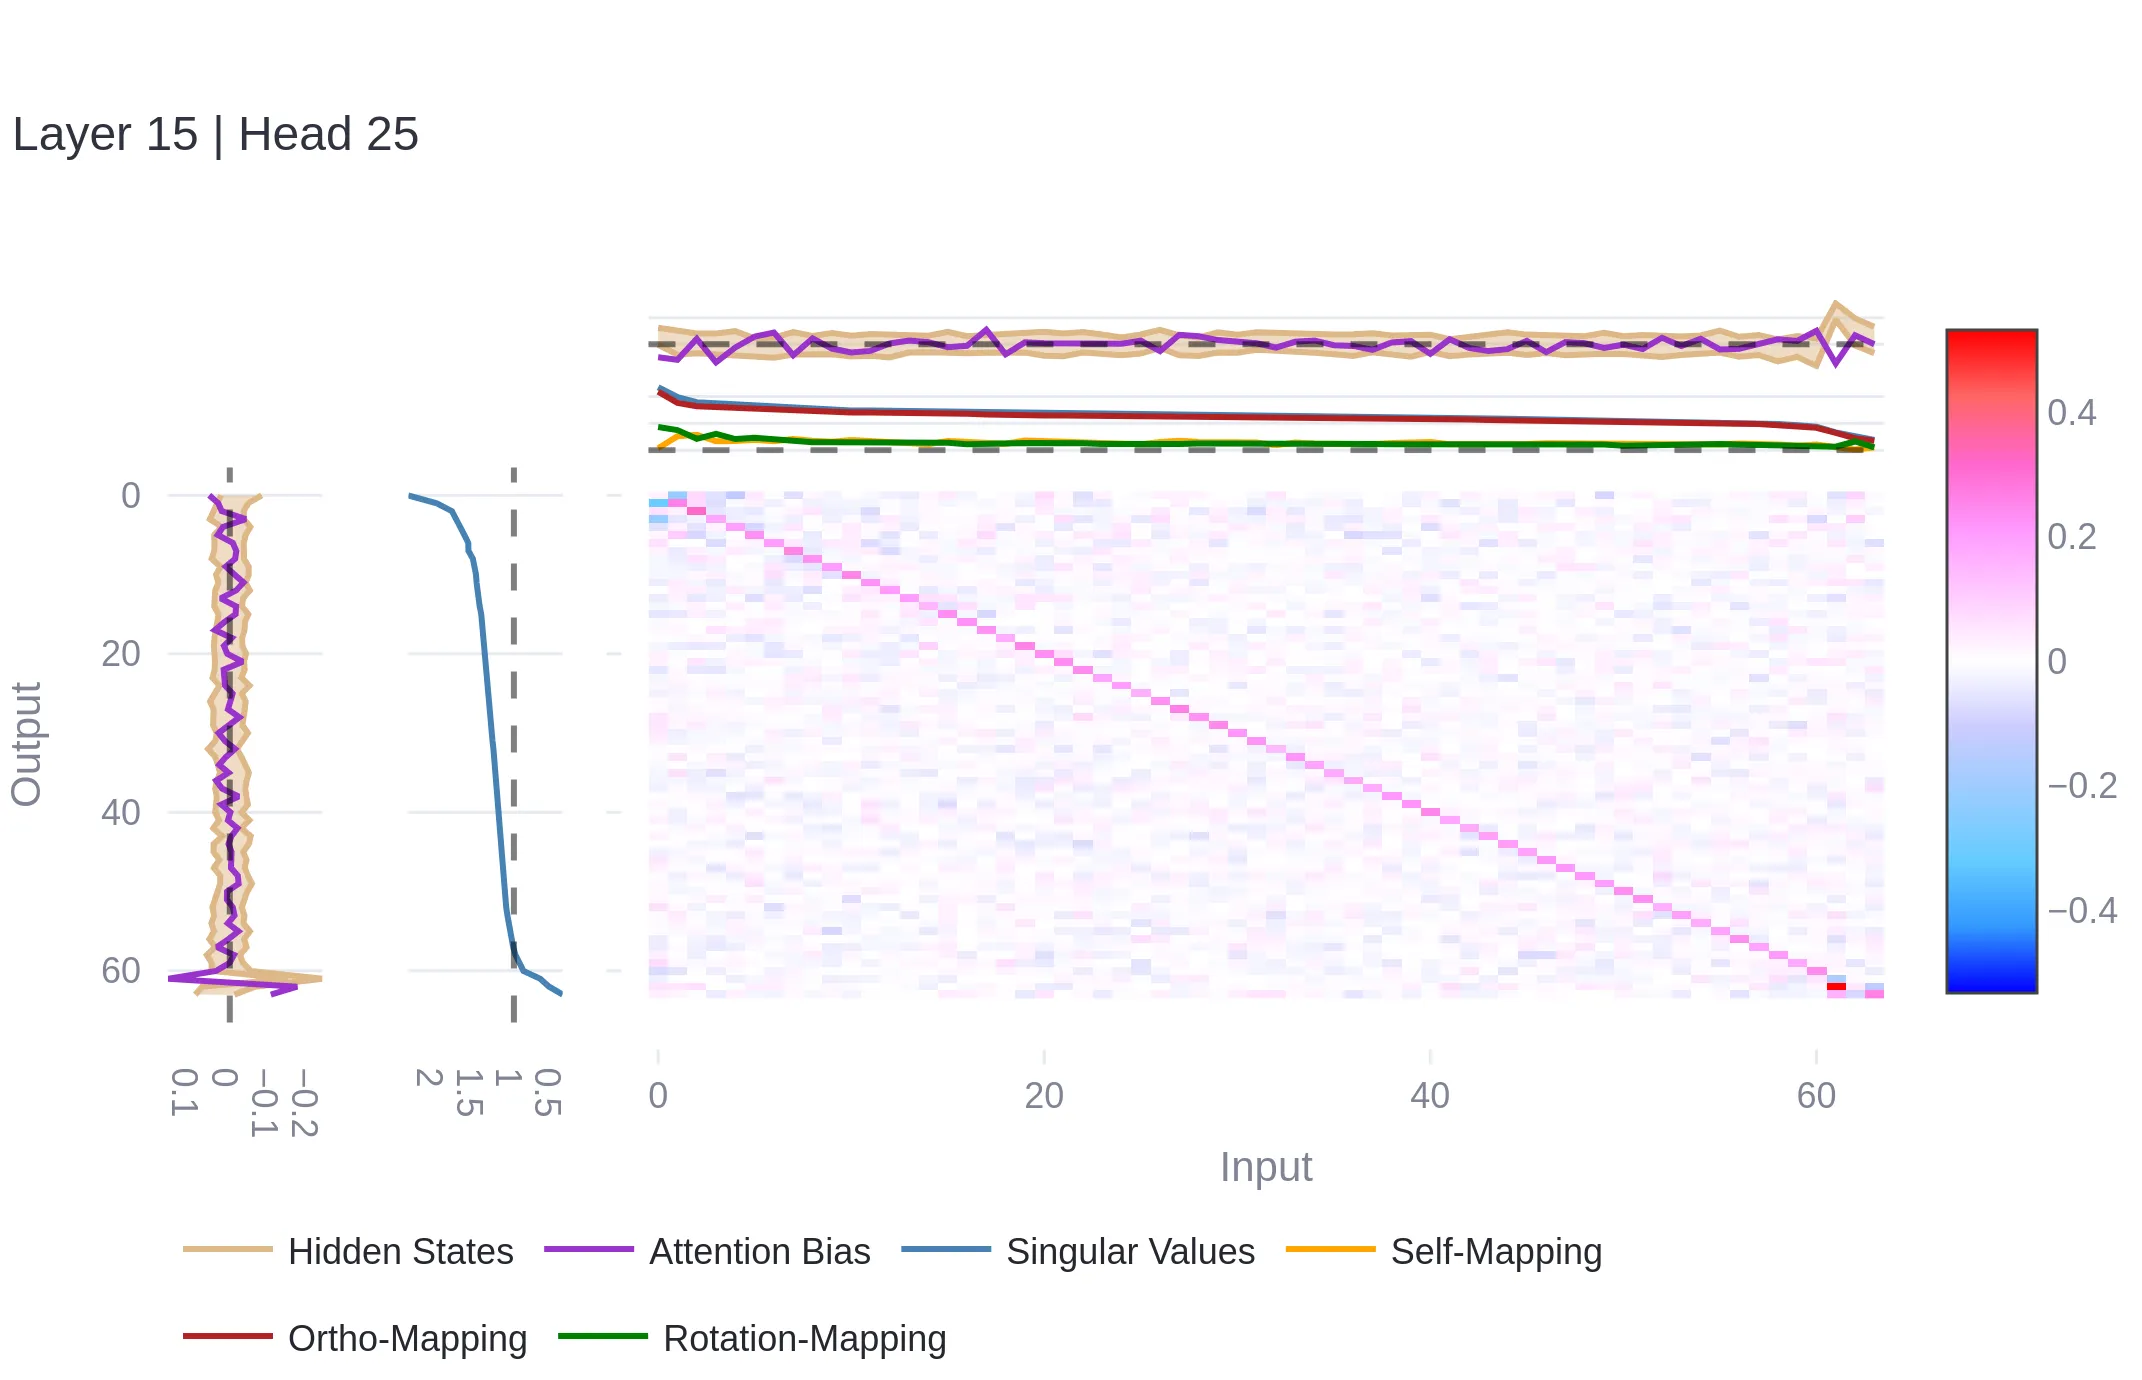 Layer 15 | Head 25
0
20
40
60
Output
0.1
0
−0.1
−0.2
2
1.5
1
0.5
0
20
40
60
Input
0.4
0.2
0
−0.2
−0.4
Hidden States
Attention Bias
Singular Values
Self-Mapping
Ortho-Mapping
Rotation-Mapping